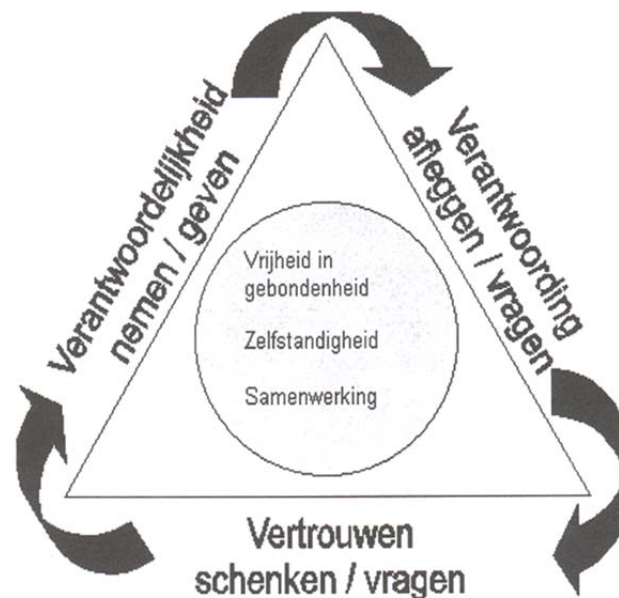 Verantwoordelijkheid
nemen / geven
Verantwoording
afleggen / vragen
Vrijheid in
gebondenheid
Zelfstandigheid
Samenwerking
Vertrouwen
schenken / vragen